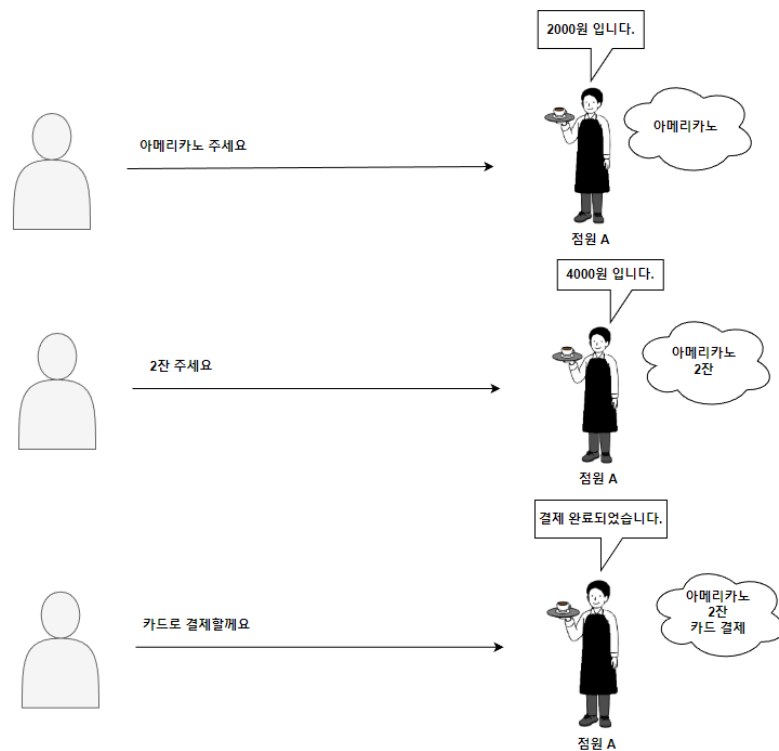 2000원 입니다.
아메리카노 주세요
아메리카노
점원 A
4000원 입니다.
2잔 주세요
아메리카노
2잔
점원 A
결제 완료되었습니다.
카드로 결제할께요
아메리카노
2잔
카드 결제
점원 A